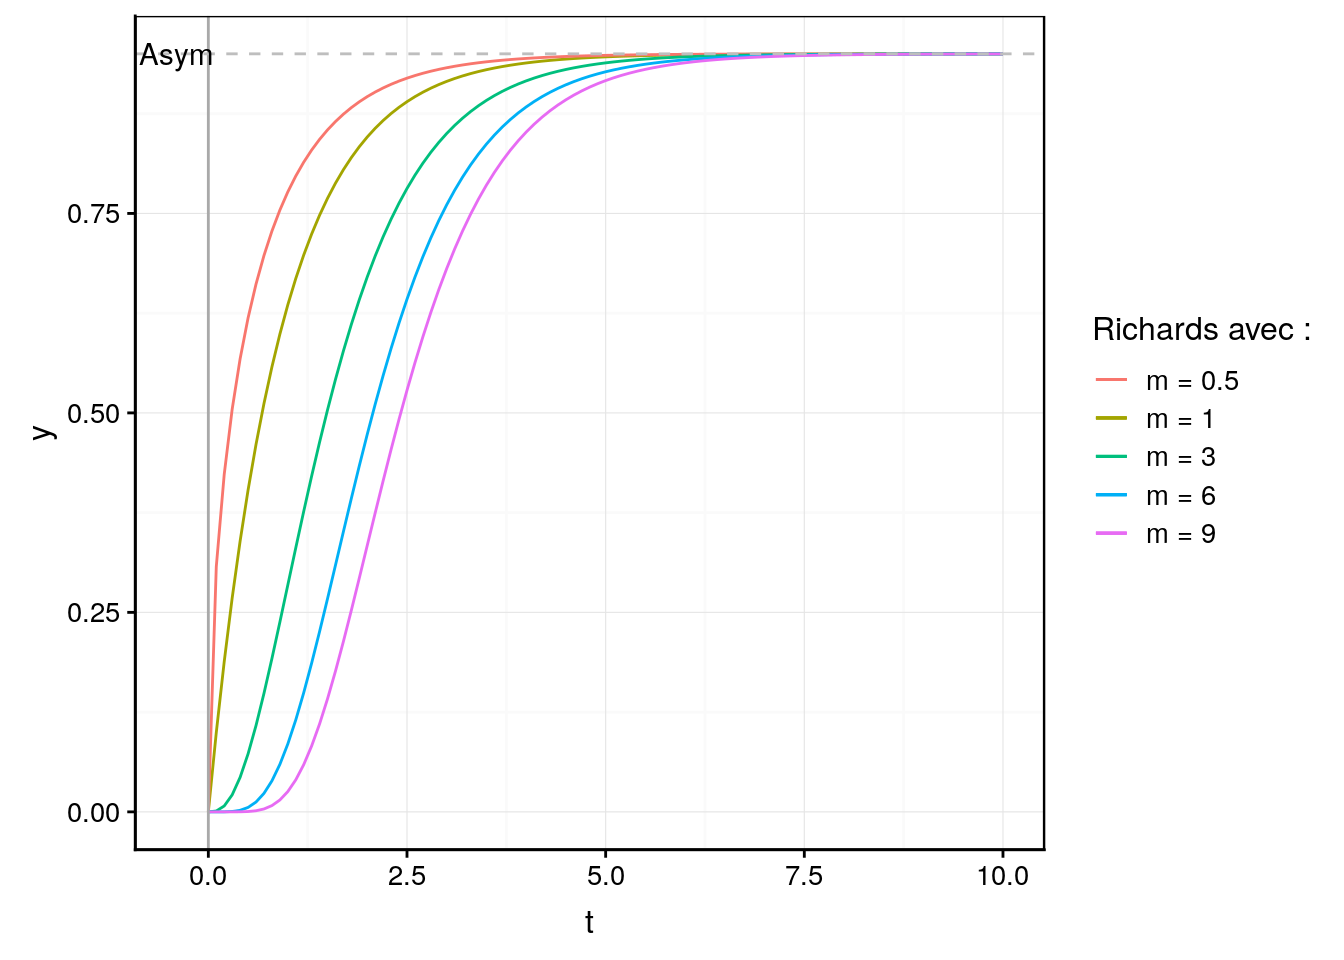 Asym
0.75
0.50
0.25
0.00
y
0.0 2.5 5.0 7.5 10.0
t
Richards avec :
m = 0.5
m = 1
m = 3
m = 6
m = 9